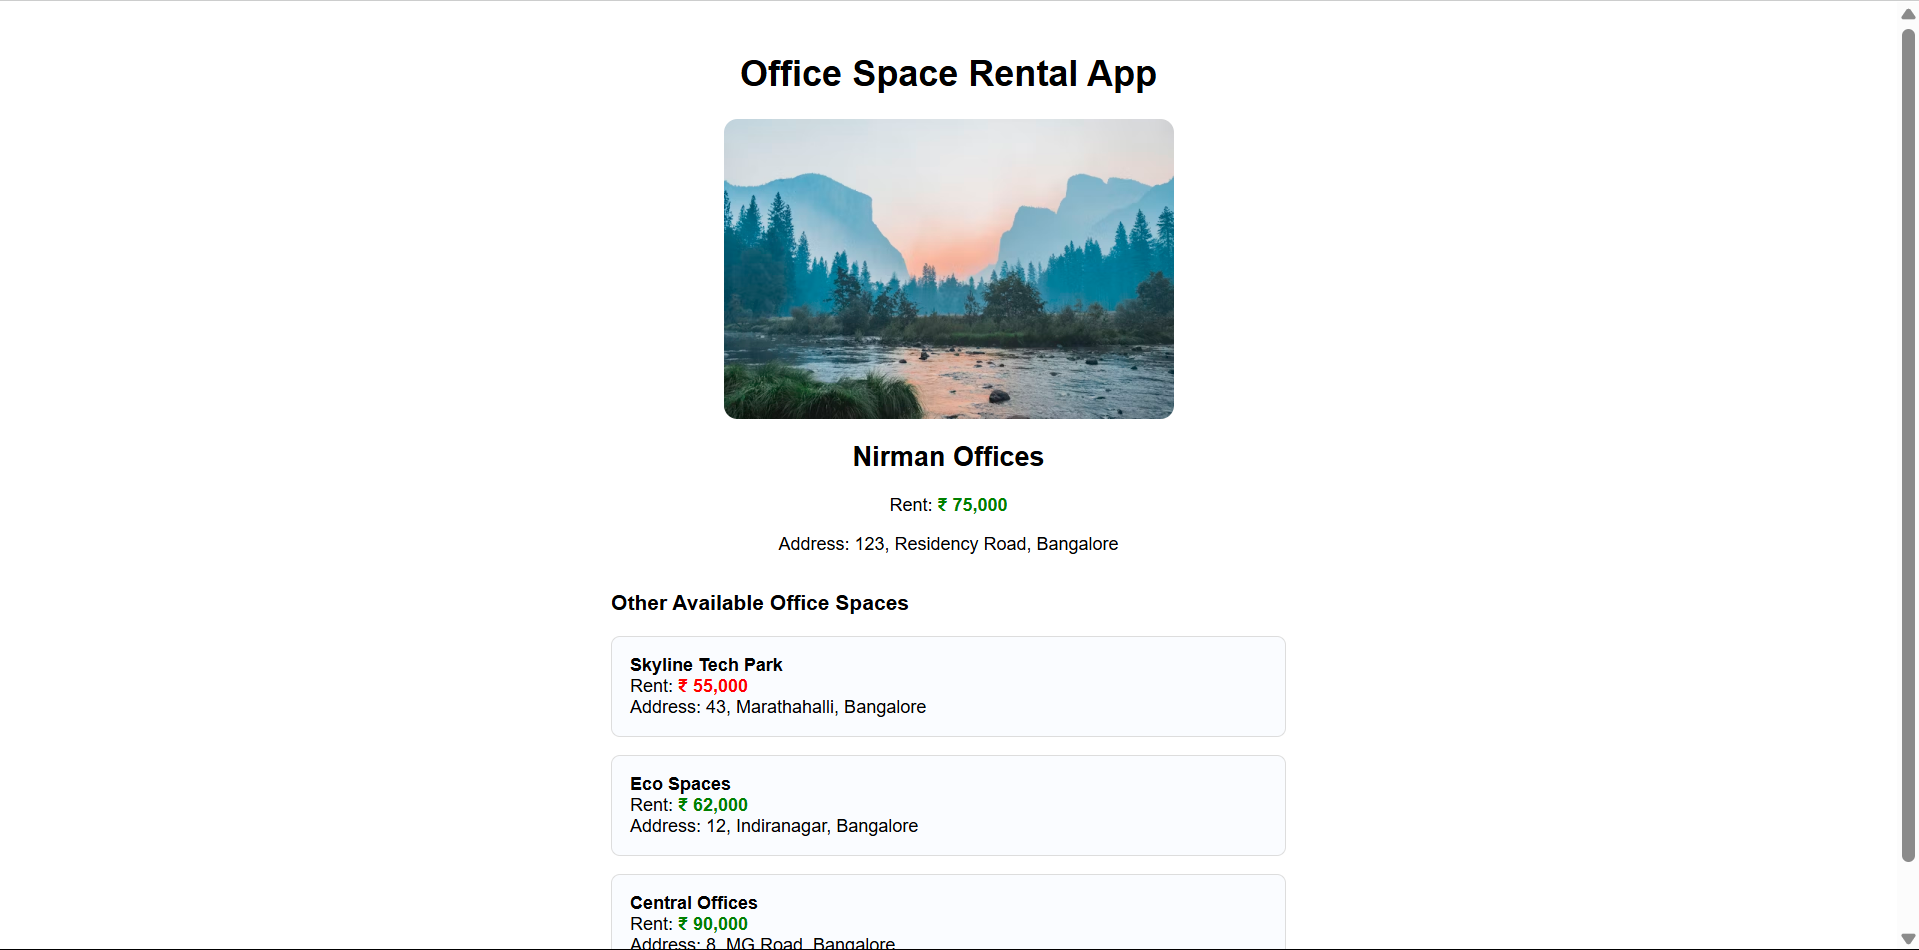 Office Space Rental App
Nirman Offices
Rent: ₹ 75,000
Address: 123, Residency Road, Bangalore
Other Available Office Spaces
Skyline Tech Park
Rent: ₹ 55,000
Address: 43, Marathahalli, Bangalore
Eco Spaces
Rent: ₹ 62,000
Address: 12, Indiranagar, Bangalore
Central Offices
Rent: ₹ 90,000
Address: 8, MG Road, Bangalore